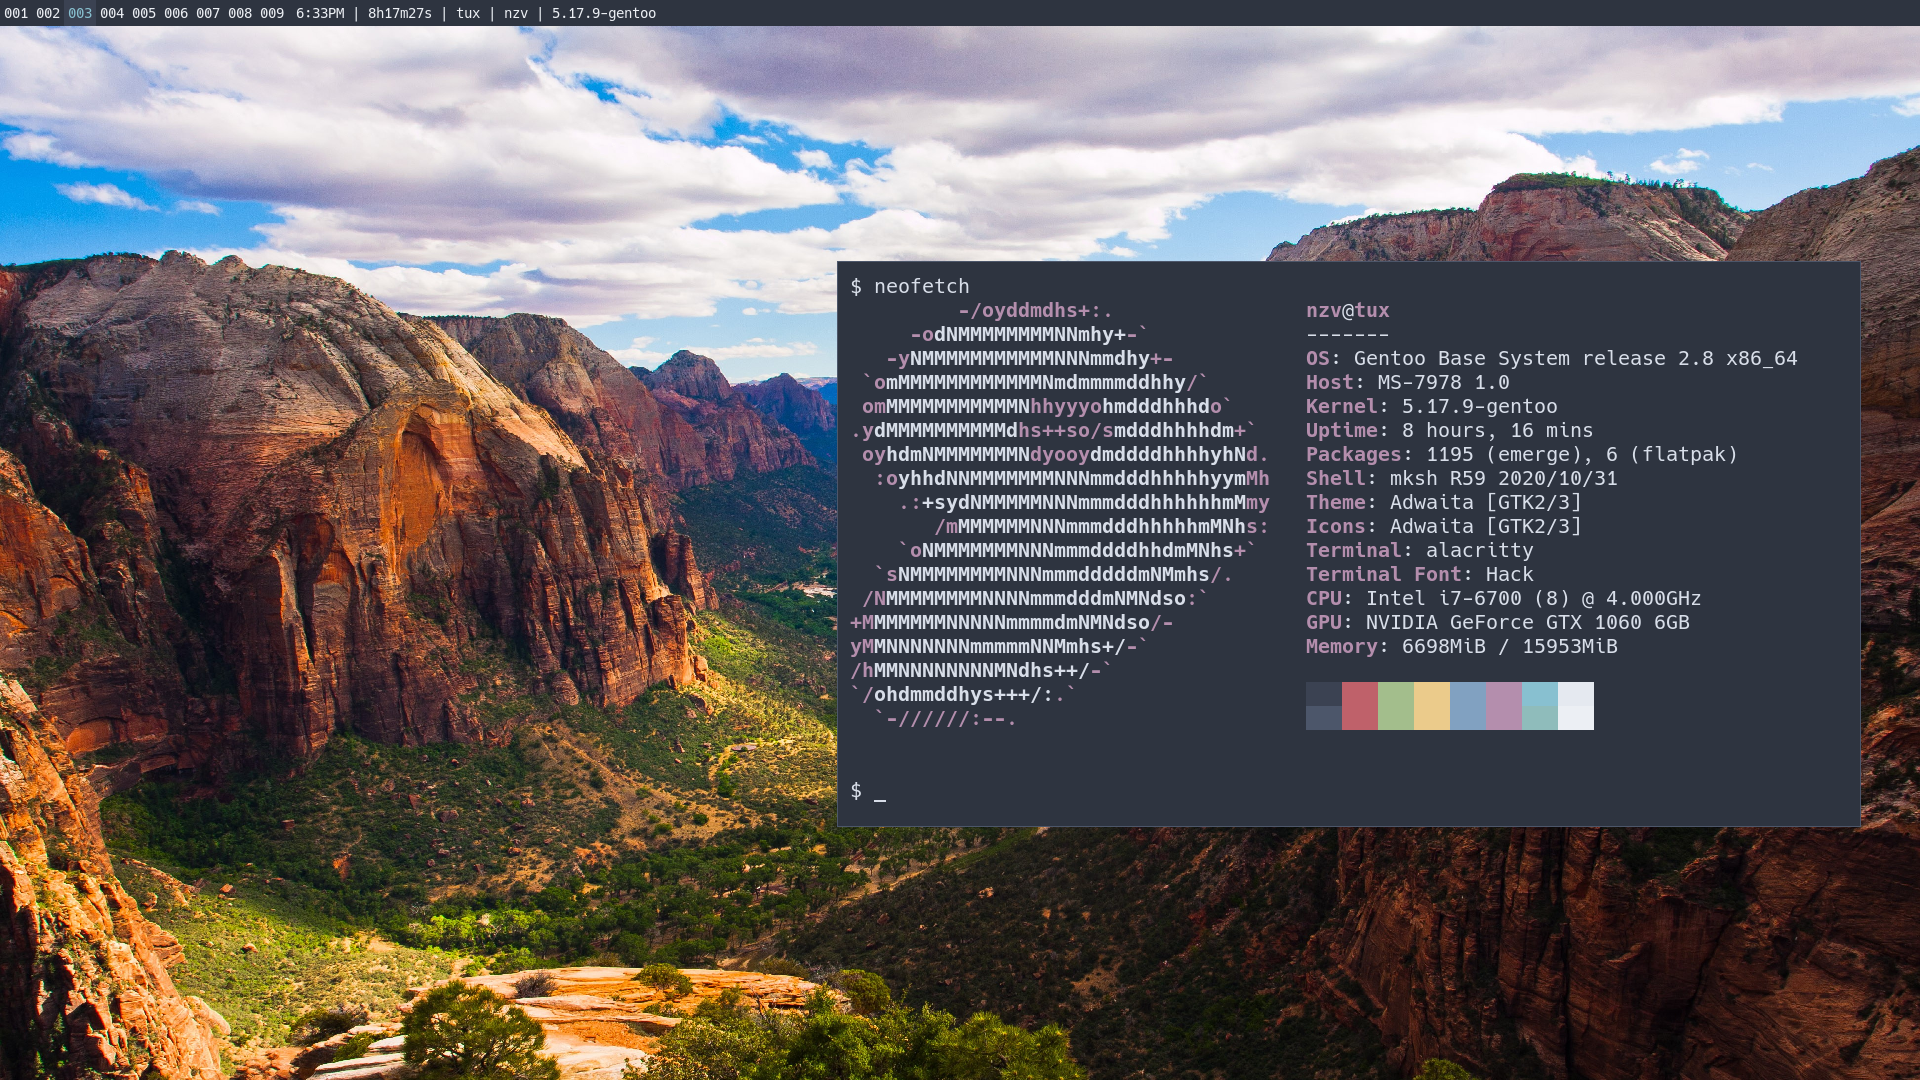 001 002 003 004 005 006 007 008 009 6:33PM | 8h17m27s | tux | nzv | 5.17.9-gentoo
$ neofetch
         -/oyddmdhs+:.                nzv@tux
     -odNMMMMMMMMNNmhy+-`             -------
   -yNMMMMMMMMMMMNNNmmdhy+-           OS: Gentoo Base System release 2.8 x86_64
 `omMMMMMMMMMMMMNmdmmmmddhhy/`        Host: MS-7978 1.0
 omMMMMMMMMMMMNhhyyyohmdddhhhdo`      Kernel: 5.17.9-gentoo
.ydMMMMMMMMMMdhs++so/smdddhhhhdm+`    Uptime: 8 hours, 16 mins
 oyhdmNMMMMMMMNdyooydmddddhhhhyhNd.   Packages: 1195 (emerge), 6 (flatpak)
  :oyhhdNNMMMMMMMNNNmmdddhhhhhyymMh   Shell: mksh R59 2020/10/31
    .:+sydNMMMMMNNNmmmdddhhhhhhmMmy   Theme: Adwaita [GTK2/3]
       /mMMMMMMNNNmmmdddhhhhhmMNhs:   Icons: Adwaita [GTK2/3]
    `oNMMMMMMMNNNmmmddddhhdmMNhs+`    Terminal: alacritty
  `sNMMMMMMMMNNNmmmdddddmNMmhs/.      Terminal Font: Hack
 /NMMMMMMMMNNNNmmmdddmNMNdso:`        CPU: Intel i7-6700 (8) @ 4.000GHz
+MMMMMMMNNNNNmmmmdmNMNdso/-           GPU: NVIDIA GeForce GTX 1060 6GB
yMMNNNNNNNmmmmmNNMmhs+/-`             Memory: 6698MiB / 15953MiB
/hMMNNNNNNNNMNdhs++/-`
`/ohdmmddhys+++/:.`
  `-//////:--.
$ _